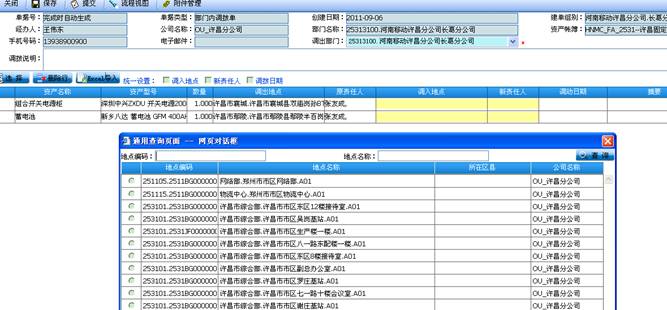 关闭 保存 提交 流程视图 附件管理
单据号: 完成时自动生成 单据类型: 部门内调拨单 创建日期: 2011-09-06 建单组别: 河南移动许昌分公司长葛分公司
经办人: 王伟东 公司名称: OU_许昌分公司 部门名称: 25313100.河南移动许昌分公司长葛分公司 资产帐簿: HNMC_FA_2531--许昌固定
手机号码: 13938900900 电子邮件: 调出部门: 25313100.河南移动许昌分公司长葛分公司 *
调拨说明:
选择 删除行 Excel导入 统一设置: 调入地点 新责任人 调拨日期
资产名称 资产型号 数量 调出地点 原责任人 调入地点 新责任人 调动日期 摘要
组合开关电源柜 深圳中兴ZXDU 开关电源200 1.000 许昌市襄城.许昌市襄城县双庙岗孙BT 张友成.
蓄电池 新乡八达 蓄电池 GFM 400AH 1.000 许昌市鄢陵.许昌市鄢陵县鄢陵半百岗 张友成.
通用查询页面 -- 网页对话框
地点编码: 地点名称: 查询
地点编码 地点名称 所在区县 公司名称
251105.2511BG0000000 网络部.郑州市市区网络部.A01 OU_许昌分公司
251115.2511BG0000000 物流中心.郑州市市区物流中心.A01 OU_许昌分公司
253101.2531BG0000000 许昌市综合部.许昌市市区东区12楼接待室.A01 OU_许昌分公司
253101.2531BG0000000 许昌市综合部.许昌市市区吴岗基站.A01 OU_许昌分公司
253101.2531JF0000000 许昌市综合部.许昌市市区生产楼一楼.A01 OU_许昌分公司
253101.2531BG0000000 许昌市综合部.许昌市市区八一路东配楼一楼.A01 OU_许昌分公司
253101.2531BG0000000 许昌市综合部.许昌市市区东区8楼接待室.A01 OU_许昌分公司
253101.2531BG0000000 许昌市综合部.许昌市市区副总办公室.A01 OU_许昌分公司
253101.2531BG0000000 许昌市综合部.许昌市市区罗庄基站.A01 OU_许昌分公司
253101.2531BG0000000 许昌市综合部.许昌市市区七一路十楼会议室.A01 OU_许昌分公司
253101.2531BG0000000 许昌市综合部.许昌市市区谢庄基站.A01 OU_许昌分公司